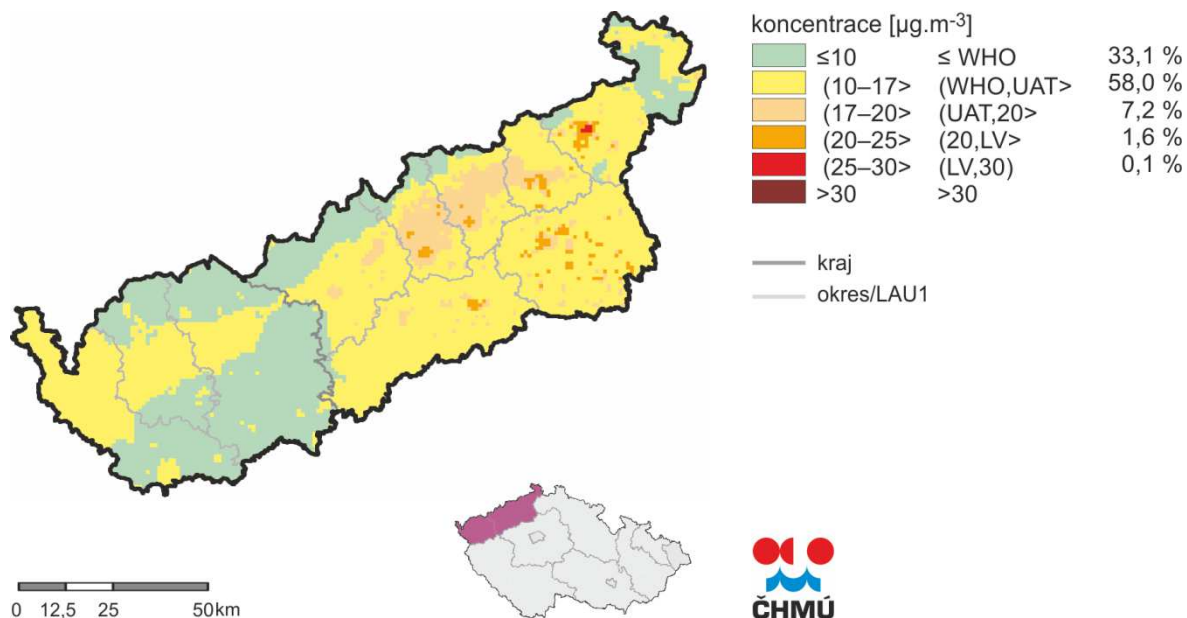 koncentrace [µg.m-3]
≤10 ≤ WHO 33,1 %
(10–17> (WHO,UAT> 58,0 %
(17–20> (UAT,20> 7,2 %
(20–25> (20,LV> 1,6 %
(25–30> (LV,30) 0,1 %
>30 >30
kraj
okres/LAU1
0 12,5 25 50km
ČHMÚ